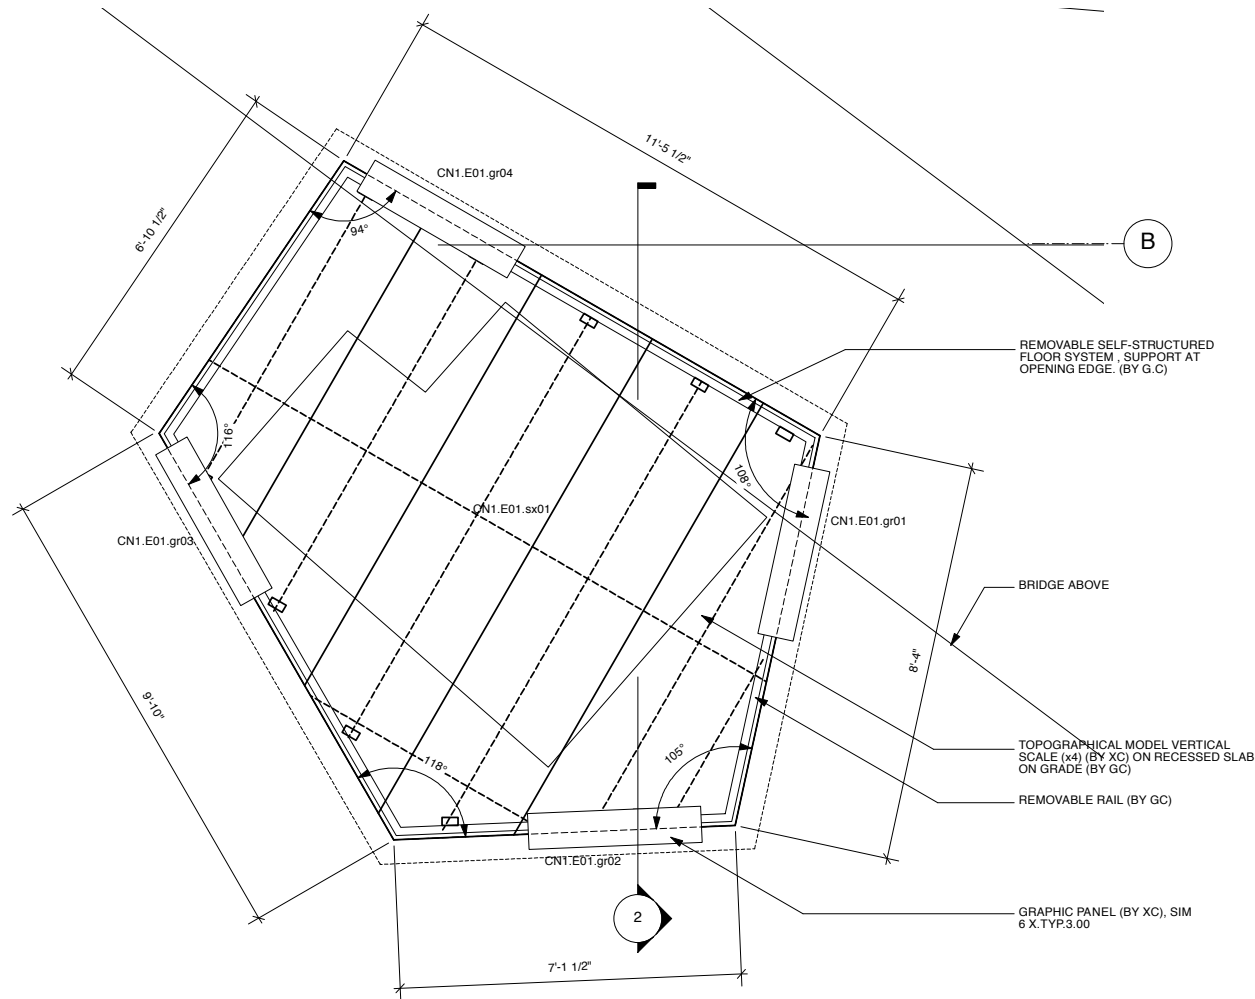 11'-5 1/2"
CN1.E01.gr04
6'-10 1/2"
94°
B
REMOVABLE SELF-STRUCTURED
FLOOR SYSTEM , SUPPORT AT
OPENING EDGE. (BY G.C)
116°
108°
CN1.E01.sx01
CN1.E01.gr01
CN1.E01.gr03
BRIDGE ABOVE
8'-4"
9'-10"
118°
105°
TOPOGRAPHICAL MODEL VERTICAL
SCALE (x4) (BY XC) ON RECESSED SLAB
ON GRADE (BY GC)
REMOVABLE RAIL (BY GC)
CN1.E01.gr02
GRAPHIC PANEL (BY XC), SIM
6 X.TYP.3.00
2
7'-1 1/2"